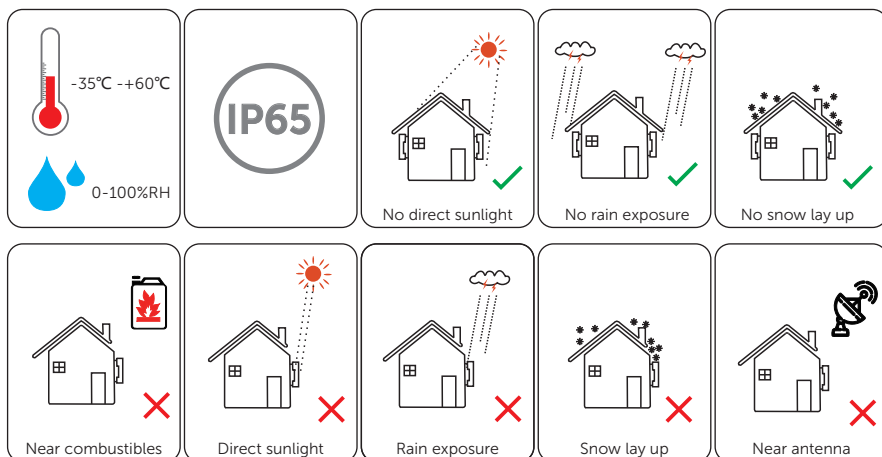 -35℃ -+60℃
0-100%RH
IP65
No direct sunlight
No rain exposure
No snow lay up
Near combustibles
Direct sunlight
Rain exposure
Snow lay up
Near antenna